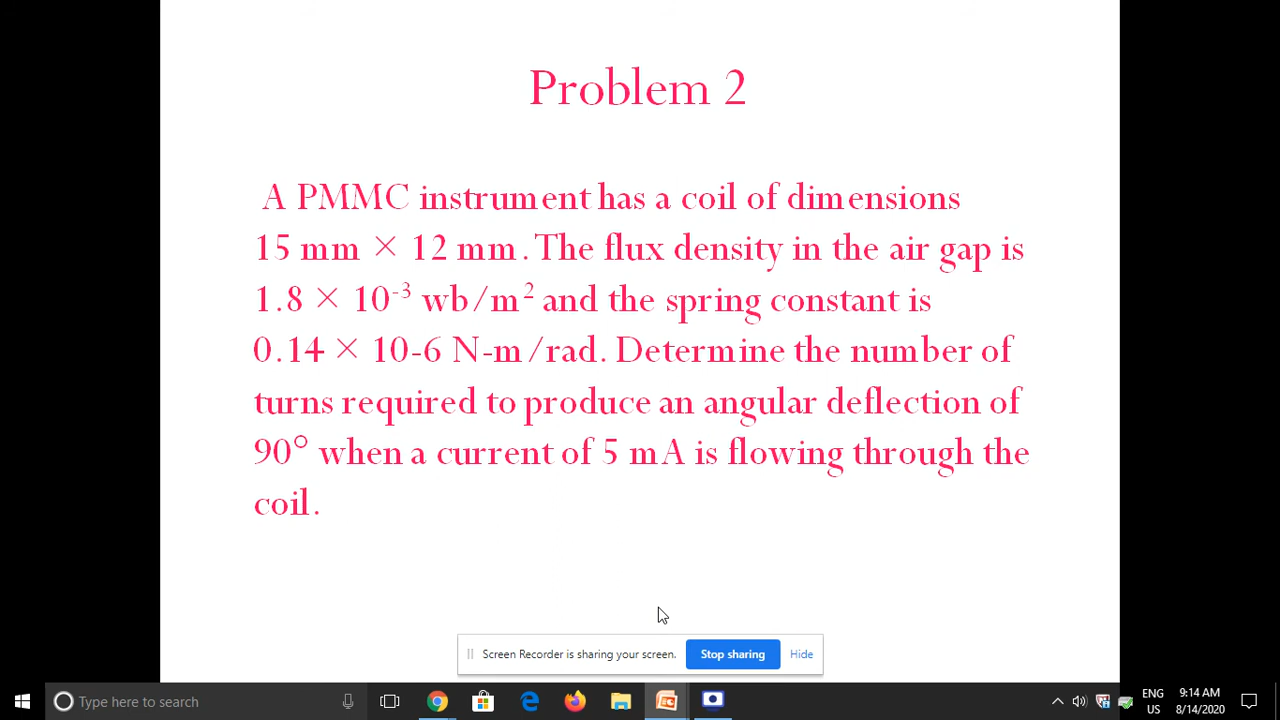 Problem 2
A PMMC instrument has a coil of dimensions
15 mm × 12 mm. The flux density in the air gap is
1.8 × 10⁻³ wb/m² and the spring constant is
0.14 × 10-6 N-m/rad. Determine the number of
turns required to produce an angular deflection of
90° when a current of 5 mA is flowing through the
coil.
Screen Recorder is sharing your screen. Stop sharing Hide
Type here to search
ENG
US
9:14 AM
8/14/2020